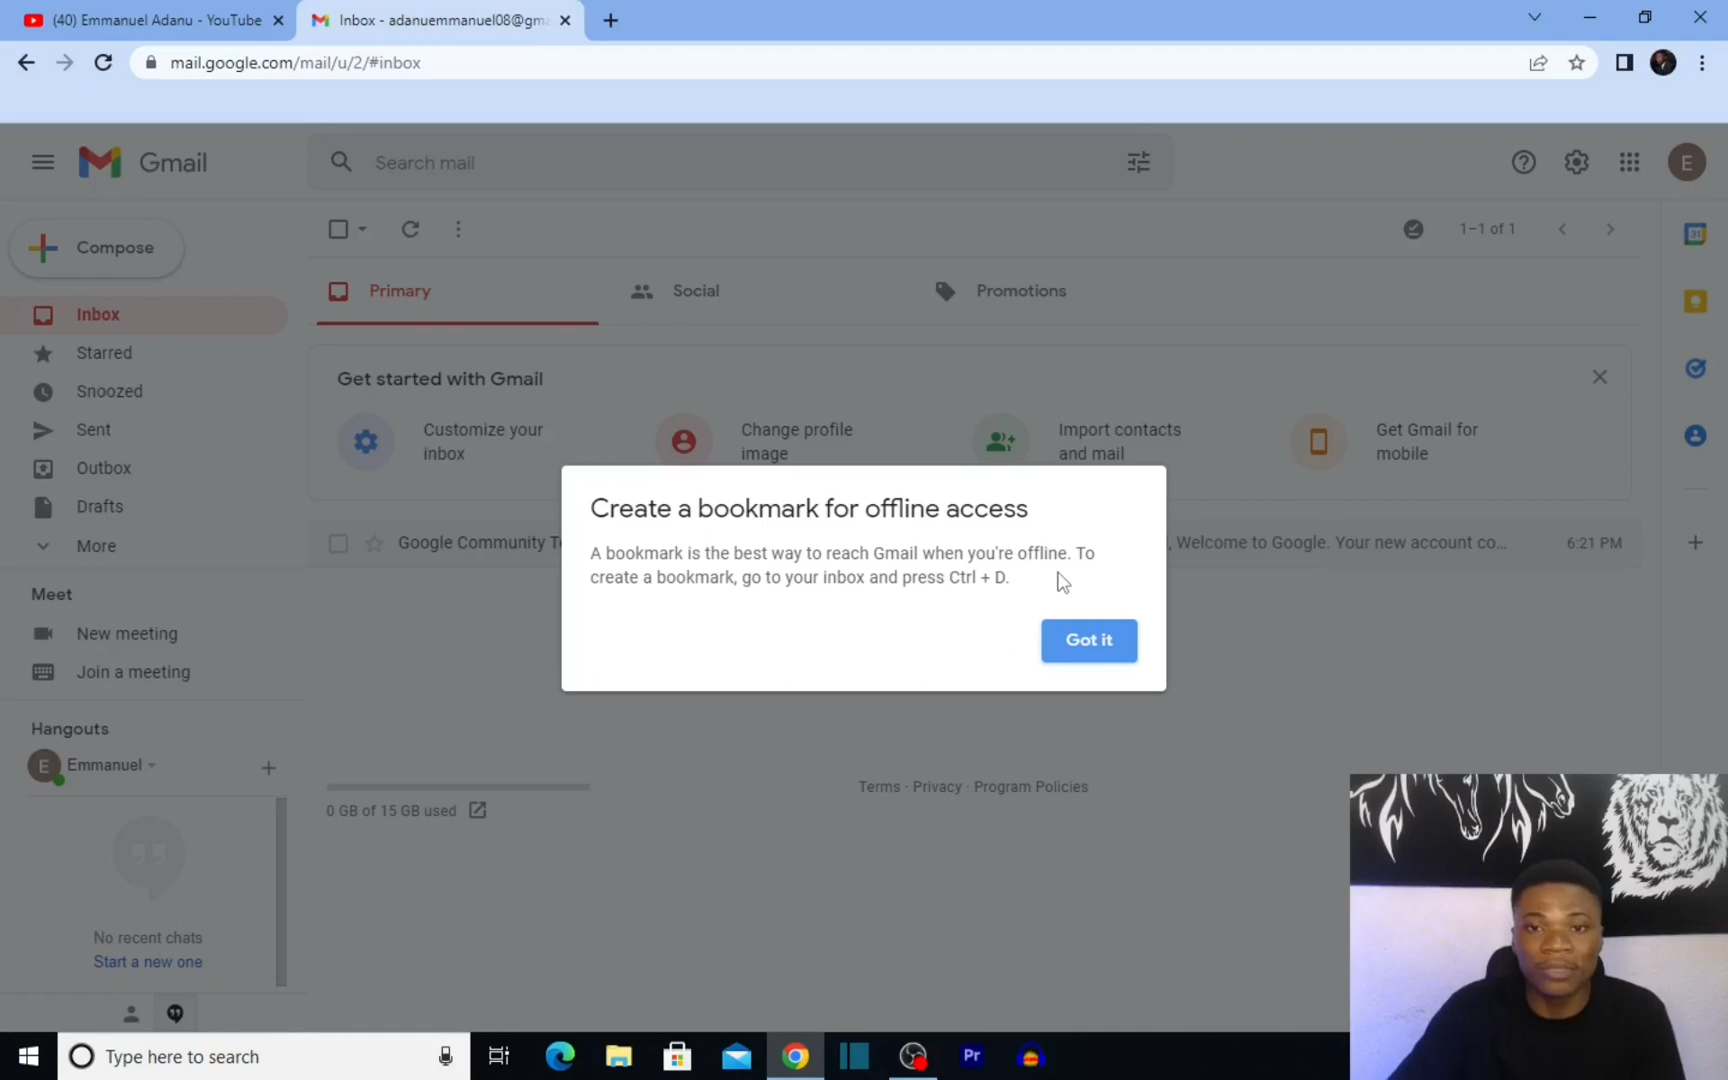 (40) Emmanuel Adanu - YouTube
Inbox - adanuemmanuel08@gm
mail.google.com/mail/u/2/#inbox
Gmail
Search mail
E
Compose
1–1 of 1
31
Primary
Social
Promotions
Inbox
Starred
Snoozed
Sent
Outbox
Drafts
More
Get started with Gmail
Customize your
inbox
Change profile
image
Import contacts
and mail
Get Gmail for
mobile
Create a bookmark for offline access
A bookmark is the best way to reach Gmail when you're offline. To
create a bookmark, go to your inbox and press Ctrl + D.
Got it
Google Community Te
, Welcome to Google. Your new account co...
6:21 PM
Meet
New meeting
Join a meeting
Hangouts
E Emmanuel
0 GB of 15 GB used
Terms · Privacy · Program Policies
No recent chats
Start a new one
Type here to search
Pr